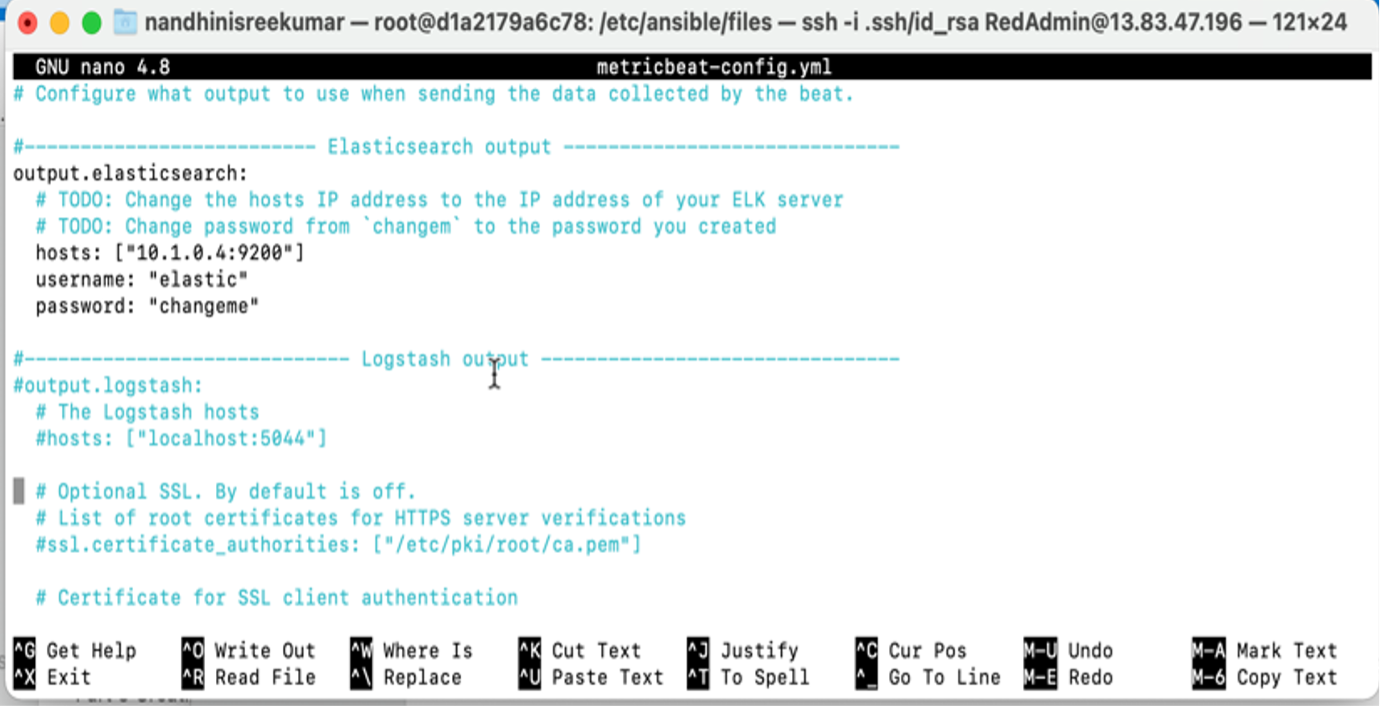 nandhinisreekumar — root@d1a2179a6c78: /etc/ansible/files — ssh -i .ssh/id_rsa RedAdmin@13.83.47.196 — 121×24
GNU nano 4.8 metricbeat-config.yml
# Configure what output to use when sending the data collected by the beat.
#-------------------------- Elasticsearch output ------------------------------
output.elasticsearch:
# TODO: Change the hosts IP address to the IP address of your ELK server
# TODO: Change password from `changem` to the password you created
hosts: ["10.1.0.4:9200"]
username: "elastic"
password: "changeme"
#----------------------------- Logstash output --------------------------------
#output.logstash:
# The Logstash hosts
#hosts: ["localhost:5044"]
# Optional SSL. By default is off.
# List of root certificates for HTTPS server verifications
#ssl.certificate_authorities: ["/etc/pki/root/ca.pem"]
# Certificate for SSL client authentication
^G Get Help ^O Write Out ^W Where Is ^K Cut Text ^J Justify ^C Cur Pos M-U Undo M-A Mark Text
^X Exit ^R Read File ^\ Replace ^U Paste Text ^T To Spell ^_ Go To Line M-E Redo M-6 Copy Text